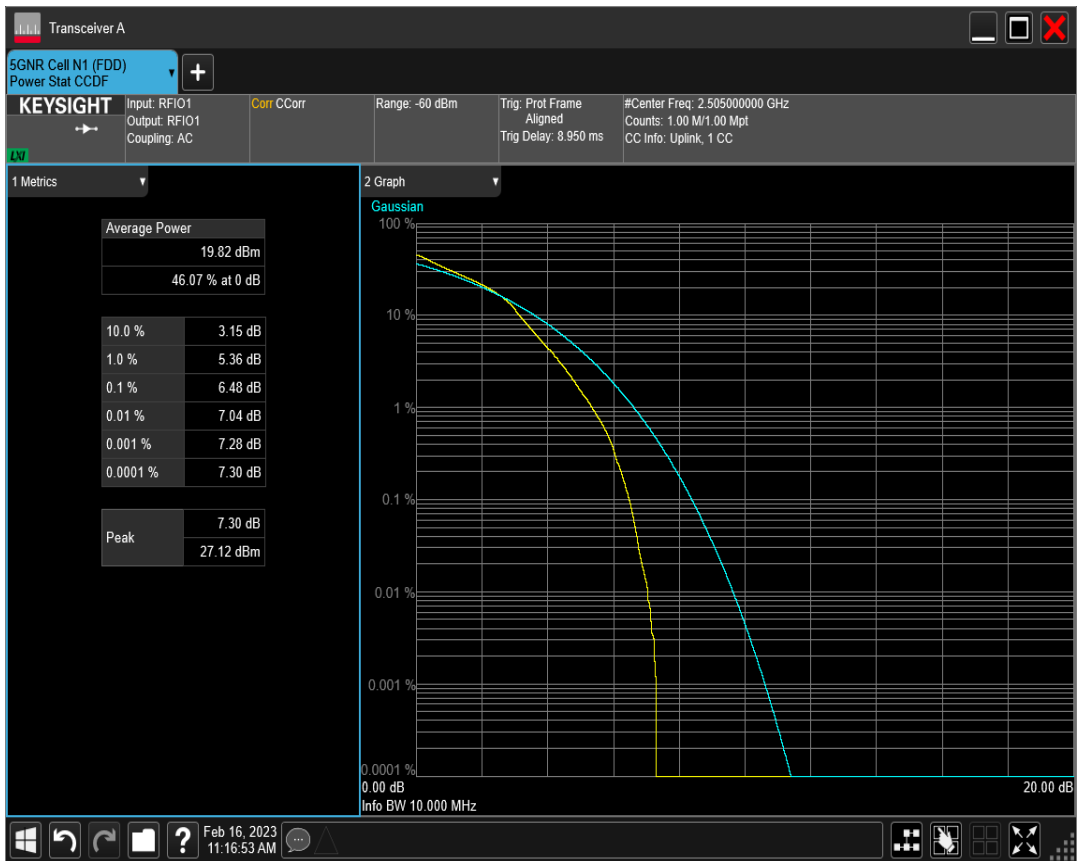 Transceiver A
5GNR Cell N1 (FDD)
Power Stat CCDF
+
KEYSIGHT
LXI
Input: RFIO1
Output: RFIO1
Coupling: AC
Corr CCorr
Range: -60 dBm
Trig: Prot Frame
Aligned
Trig Delay: 8.950 ms
#Center Freq: 2.505000000 GHz
Counts: 1.00 M/1.00 Mpt
CC Info: Uplink, 1 CC
1 Metrics
Average Power
19.82 dBm
46.07 % at 0 dB
10.0 % 3.15 dB
1.0 % 5.36 dB
0.1 % 6.48 dB
0.01 % 7.04 dB
0.001 % 7.28 dB
0.0001 % 7.30 dB
Peak
7.30 dB
27.12 dBm
2 Graph
Gaussian
100 %
10 %
1 %
0.1 %
0.01 %
0.001 %
0.0001 %
0.00 dB 20.00 dB
Info BW 10.000 MHz
?
Feb 16, 2023
11:16:53 AM